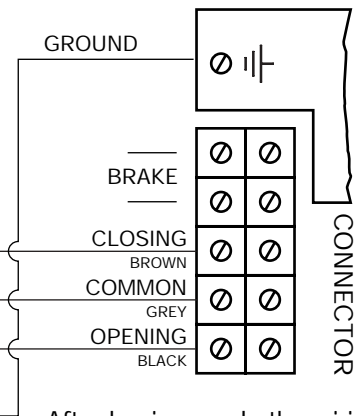 GROUND
BRAKE
CLOSING
BROWN
COMMON
GREY
OPENING
BLACK
CONNECTOR